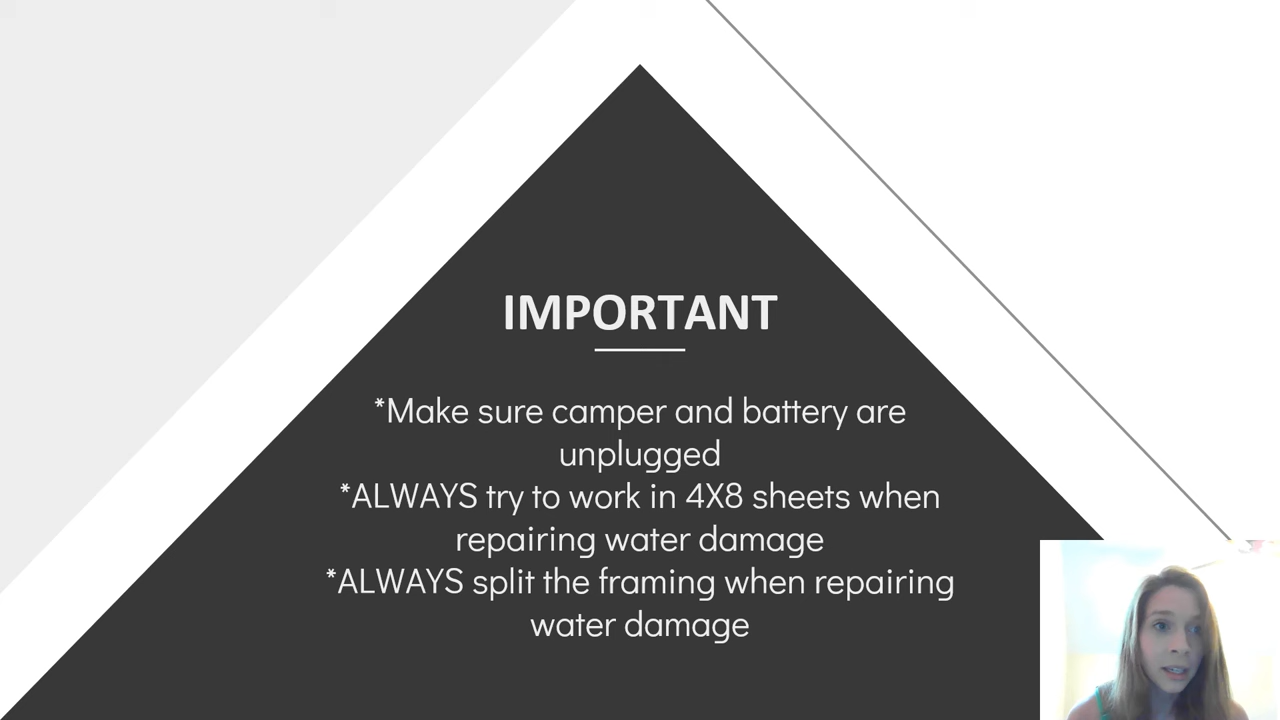 IMPORTANT
*Make sure camper and battery are
unplugged
*ALWAYS try to work in 4X8 sheets when
repairing water damage
*ALWAYS split the framing when repairing
water damage